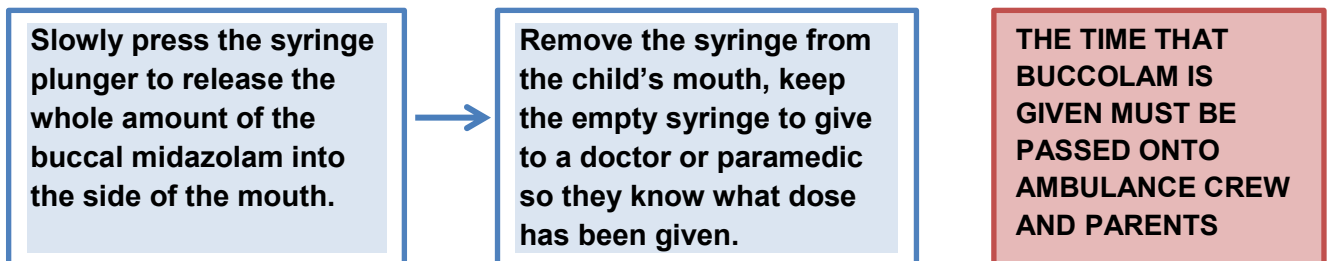 Slowly press the syringe
plunger to release the
whole amount of the
buccal midazolam into
the side of the mouth.
Remove the syringe from
the child’s mouth, keep
the empty syringe to give
to a doctor or paramedic
so they know what dose
has been given.
THE TIME THAT
BUCCOLAM IS
GIVEN MUST BE
PASSED ONTO
AMBULANCE CREW
AND PARENTS